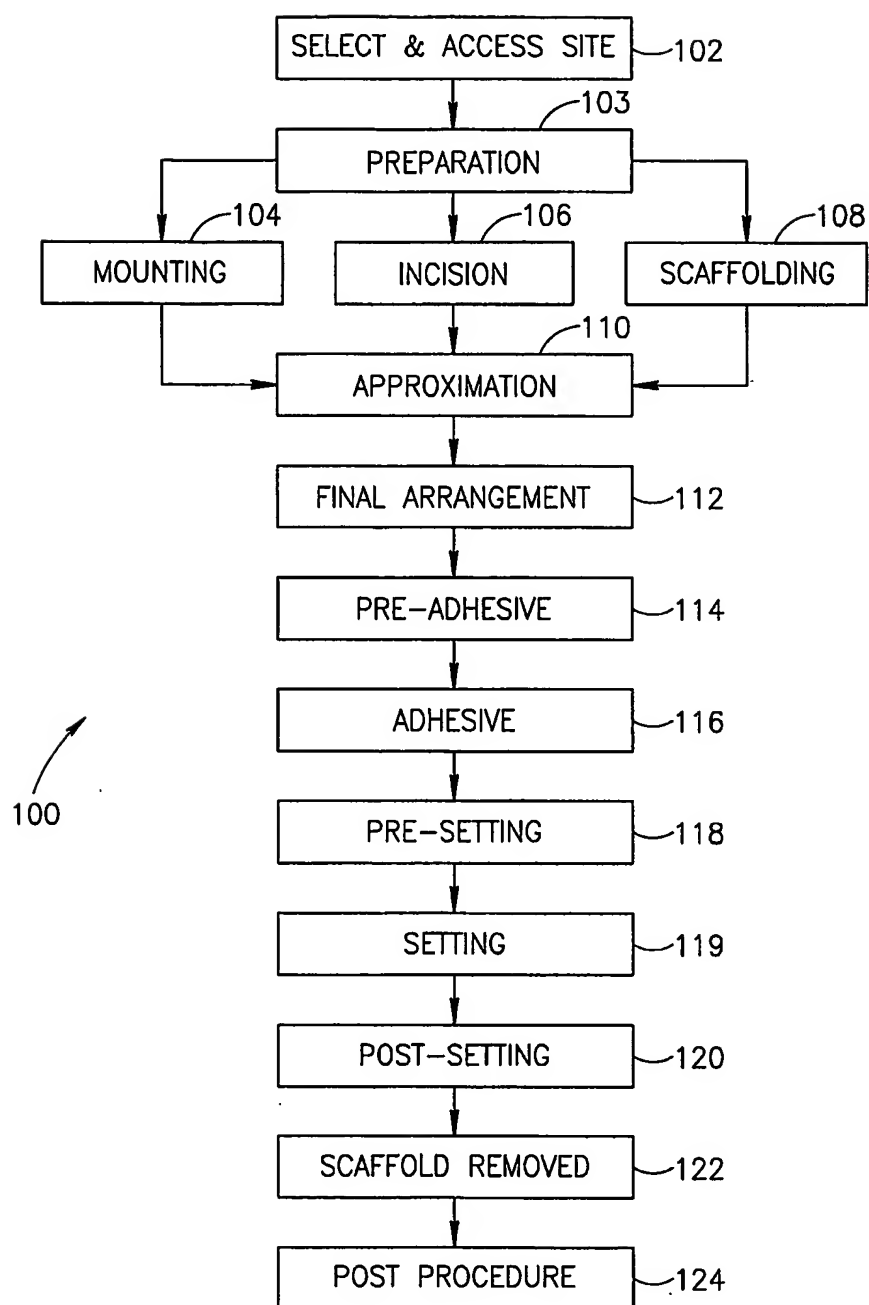 SELECT & ACCESS SITE 102
103
PREPARATION
104 106 108
MOUNTING INCISION SCAFFOLDING
110
APPROXIMATION
FINAL ARRANGEMENT 112
PRE-ADHESIVE 114
ADHESIVE 116
100
PRE-SETTING 118
SETTING 119
POST-SETTING 120
SCAFFOLD REMOVED 122
POST PROCEDURE 124